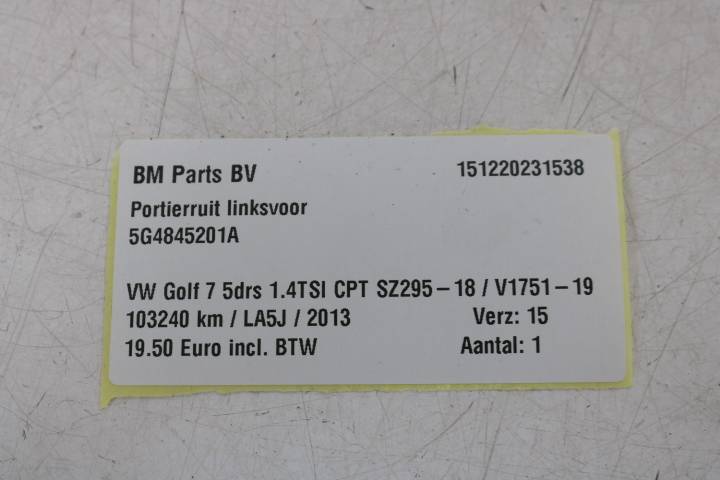 BM Parts BV 151220231538
Portierruit linksvoor
5G4845201A
VW Golf 7 5drs 1.4TSI CPT SZ295-18 / V1751-19
103240 km / LA5J / 2013 Verz: 15
19.50 Euro incl. BTW Aantal: 1